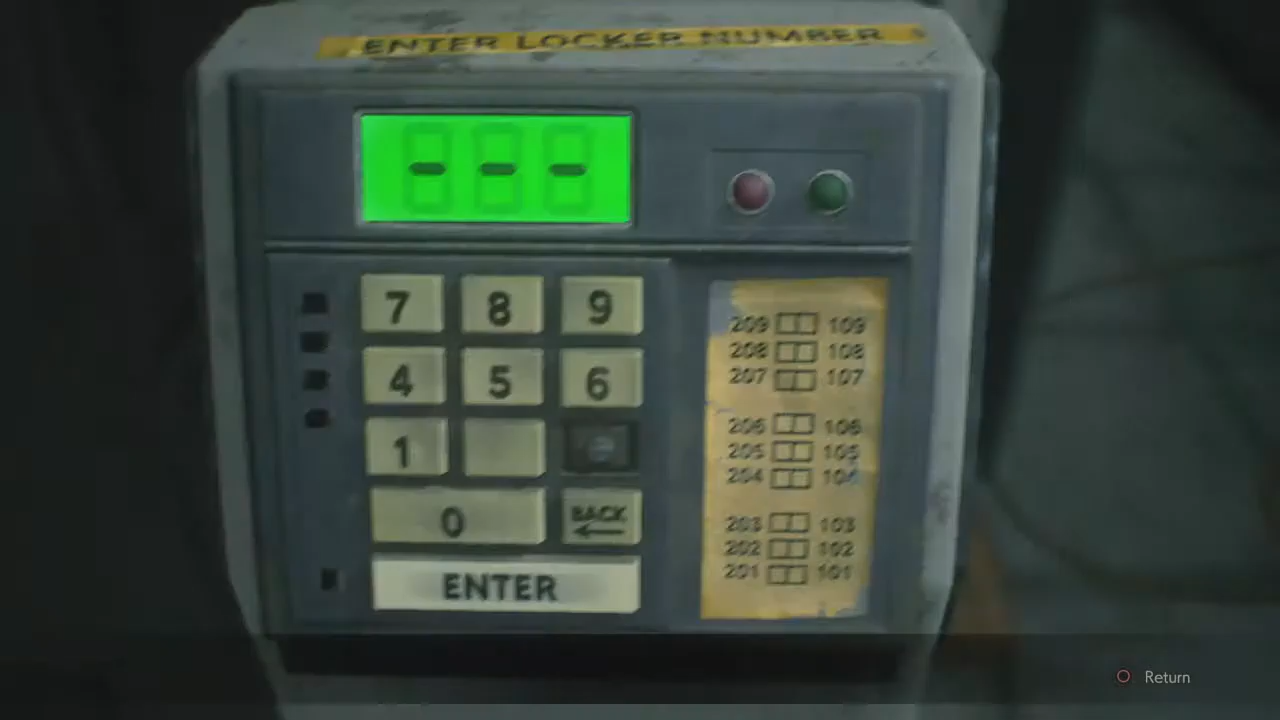 ENTER LOCKER NUMBER
- - -
7 8 9
4 5 6
1
0 BACK
ENTER
209 109
208 108
207 107
206 106
205 105
204 104
203 103
202 102
201 101
Return